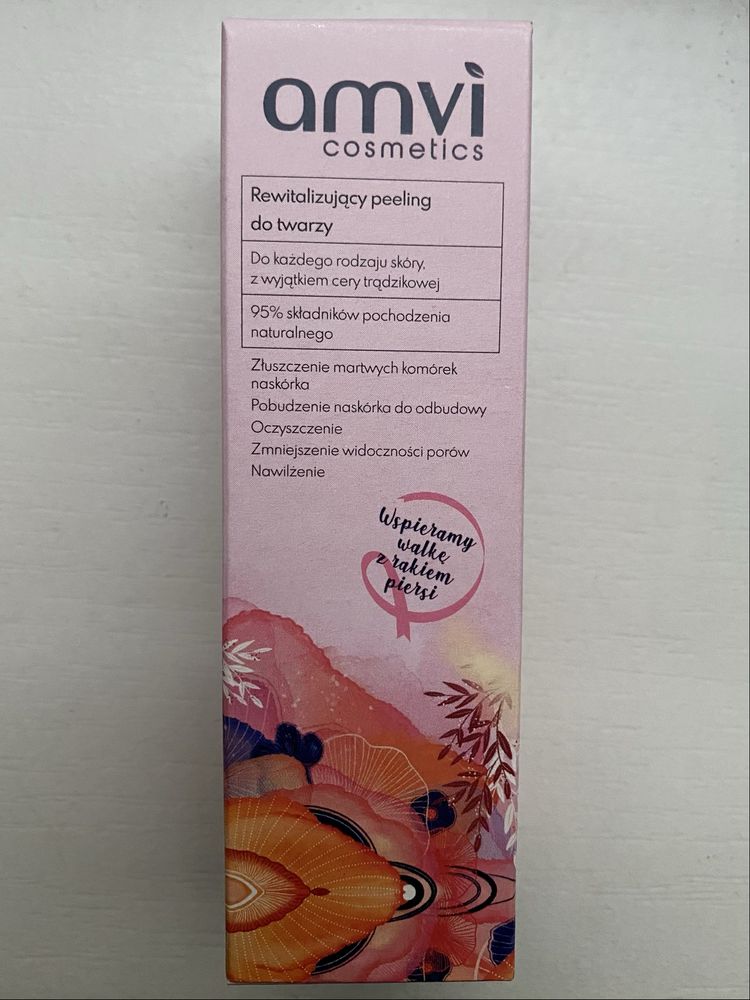 amvi
cosmetics
Rewitalizujący peeling
do twarzy
Do każdego rodzaju skóry,
z wyjątkiem cery trądzikowej
95% składników pochodzenia
naturalnego
Złuszczenie martwych komórek
naskórka
Pobudzenie naskórka do odbudowy
Oczyszczenie
Zmniejszenie widoczności porów
Nawilżenie
Wspieramy
walkę
z rakiem
piersi